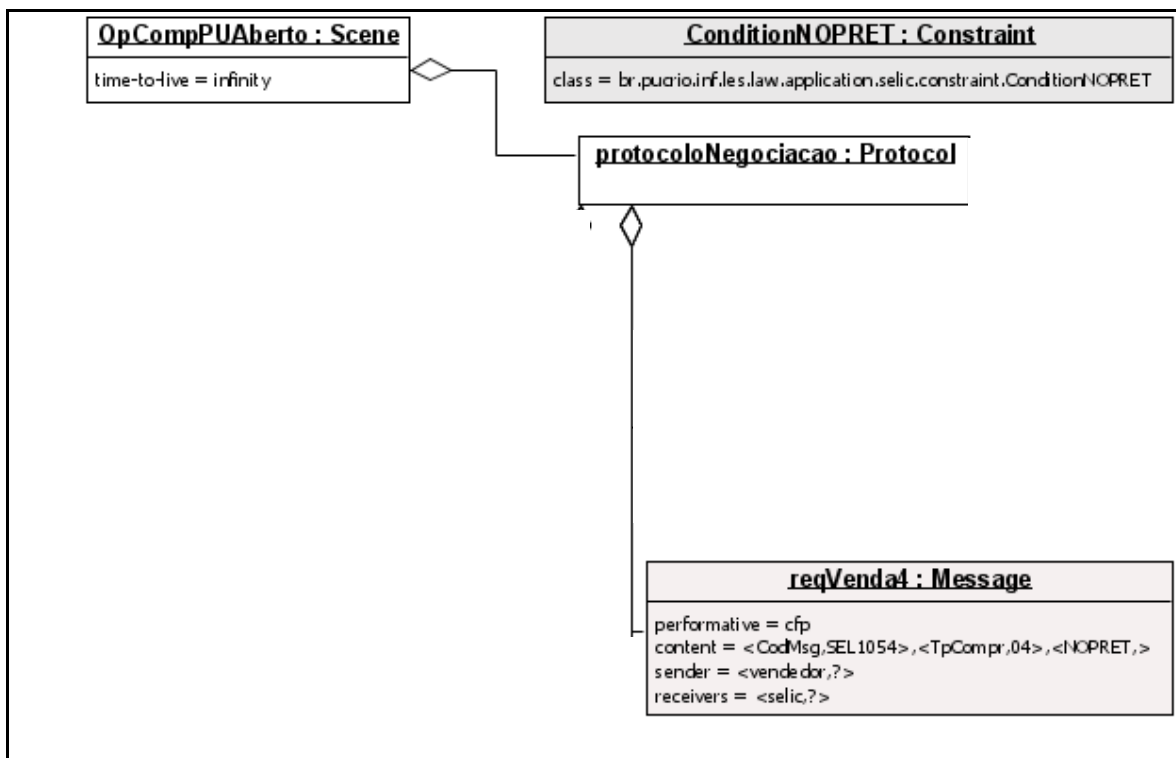 OpCompPUAberto : Scene
time-to-live = infinity
ConditionNOPRET : Constraint
class = br.pucrio.inf.les.law.application.selic.constraint.ConditionNOPRET
protocoloNegociacao : Protocol
reqVenda4 : Message
performative = cfp
content = <CodMsg,SEL1054>,<TpCompr,04>,<NOPRET,>
sender = <vendedor,?>
receivers = <selic,?>